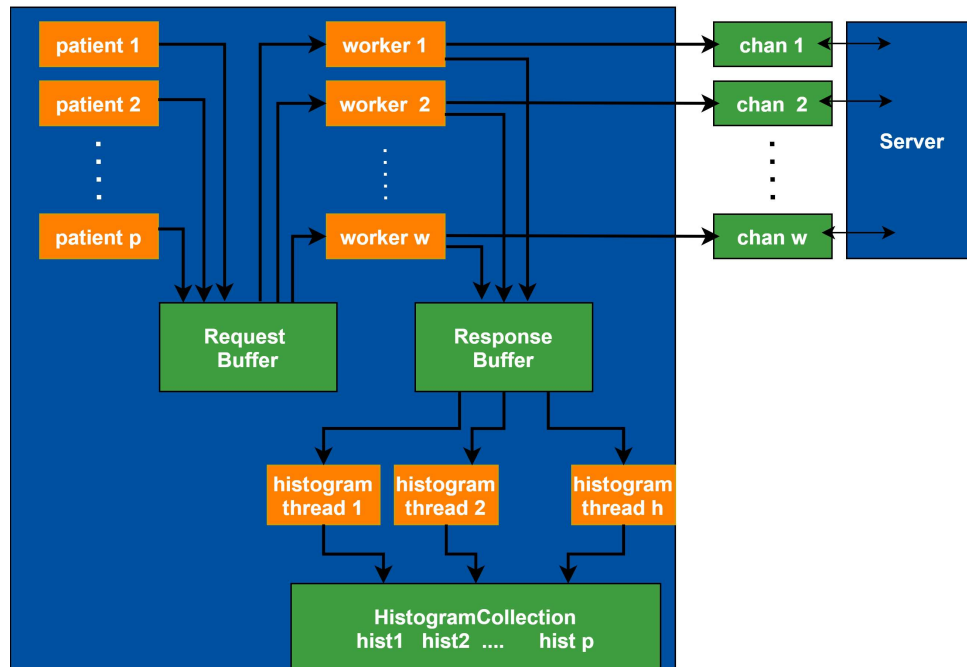 patient 1
worker 1
chan 1
patient 2
worker 2
chan 2
Server
patient p
worker w
chan w
Request
Buffer
Response
Buffer
histogram
thread 1
histogram
thread 2
histogram
thread h
HistogramCollection
hist1 hist2 .... hist p